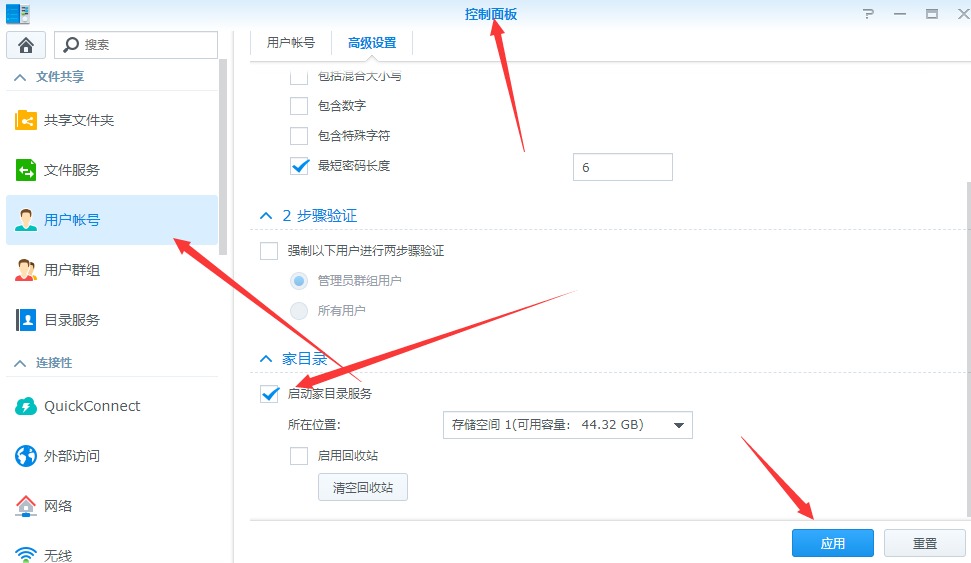 控制面板
搜索
文件共享
共享文件夹
文件服务
用户帐号
用户群组
目录服务
连接性
QuickConnect
外部访问
网络
无线
用户帐号
高级设置
包括混合大小写
包含数字
包含特殊字符
最短密码长度
6
2 步骤验证
强制以下用户进行两步骤验证
管理员群组用户
所有用户
家目录
启动家目录服务
所在位置:
存储空间 1(可用容量: 44.32 GB)
启用回收站
清空回收站
应用
重置